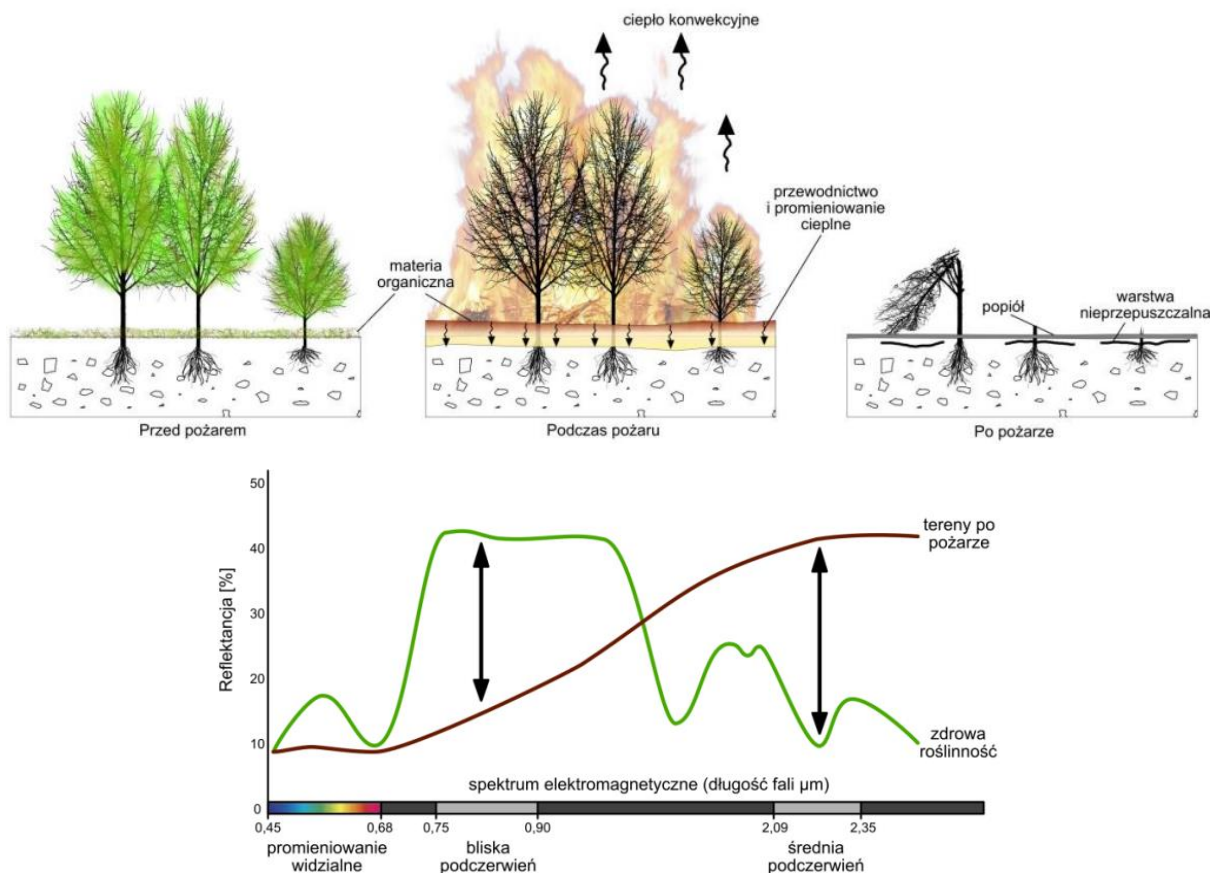 ciepło konwekcyjne
przewodnictwo
i promieniowanie
cieplne
materia
organiczna
popiół
warstwa
nieprzepuszczalna
Przed pożarem
Podczas pożaru
Po pożarze
Reflektancja [%]
50
40
30
20
10
0
tereny po
pożarze
zdrowa
roślinność
spektrum elektromagnetyczne (długość fali µm)
0,45
0,68
0,75
0,90
2,09
2,35
promieniowanie
widzialne
bliska
podczerwień
średnia
podczerwień